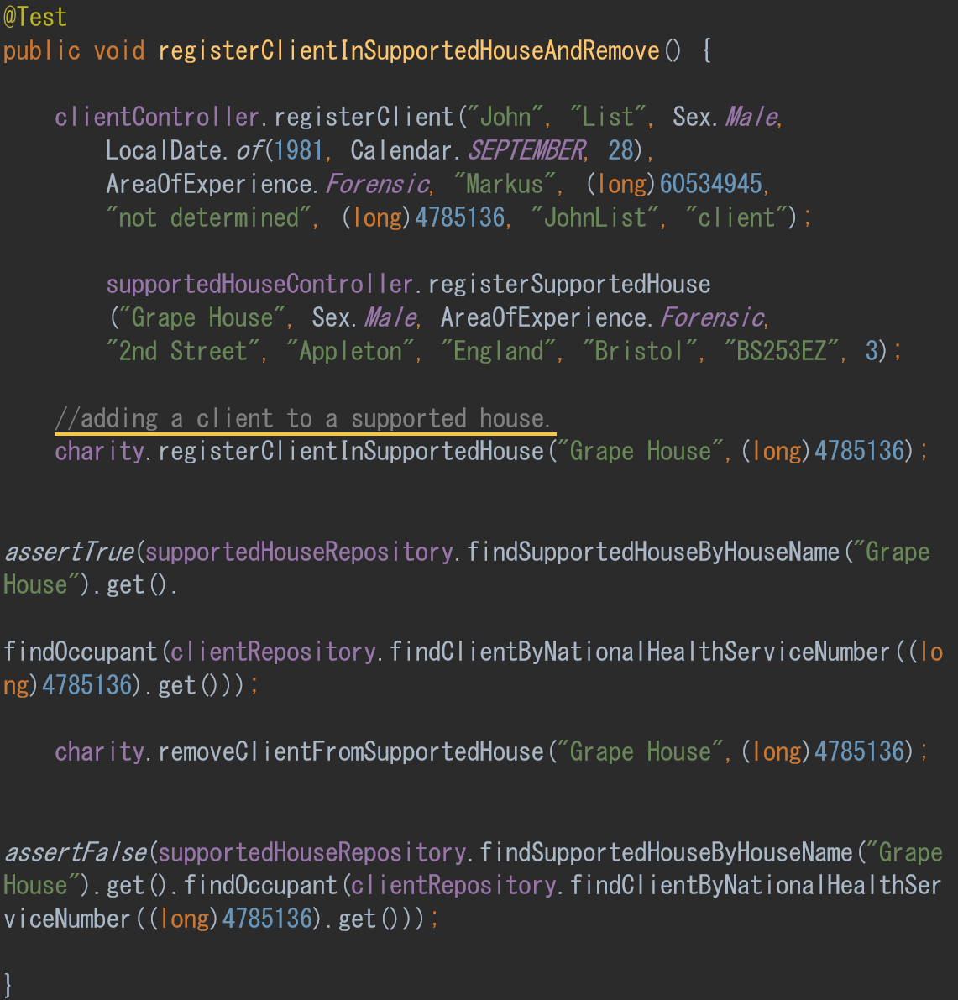 @Test
public void registerClientInSupportedHouseAndRemove() {
clientController.registerClient("John", "List", Sex.Male,
LocalDate.of(1981, Calendar.SEPTEMBER, 28),
AreaOfExperience.Forensic, "Markus", (long)60534945,
"not determined", (long)4785136, "JohnList", "client");
supportedHouseController.registerSupportedHouse
("Grape House", Sex.Male, AreaOfExperience.Forensic,
"2nd Street", "Appleton", "England", "Bristol", "BS253EZ", 3);
//adding a client to a supported house.
charity.registerClientInSupportedHouse("Grape House",(long)4785136);
assertTrue(supportedHouseRepository.findSupportedHouseByHouseName("Grape
House").get().
findOccupant(clientRepository.findClientByNationalHealthServiceNumber((lo
ng)4785136).get()));
charity.removeClientFromSupportedHouse("Grape House",(long)4785136);
assertFalse(supportedHouseRepository.findSupportedHouseByHouseName("Grape
House").get().findOccupant(clientRepository.findClientByNationalHealthSer
viceNumber((long)4785136).get()));
}